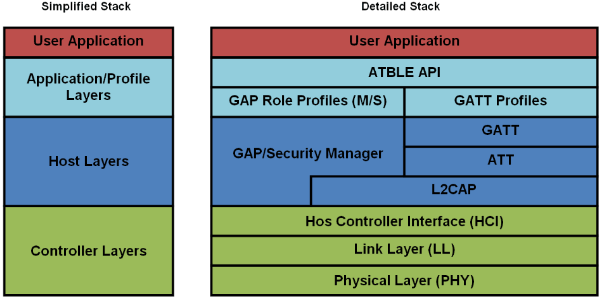 Simplified Stack
Detailed Stack
User Application
User Application
Application/Profile
Layers
ATBLE API
GAP Role Profiles (M/S)
GATT Profiles
Host Layers
GAP/Security Manager
GATT
ATT
L2CAP
Controller Layers
Hos Controller Interface (HCI)
Link Layer (LL)
Physical Layer (PHY)